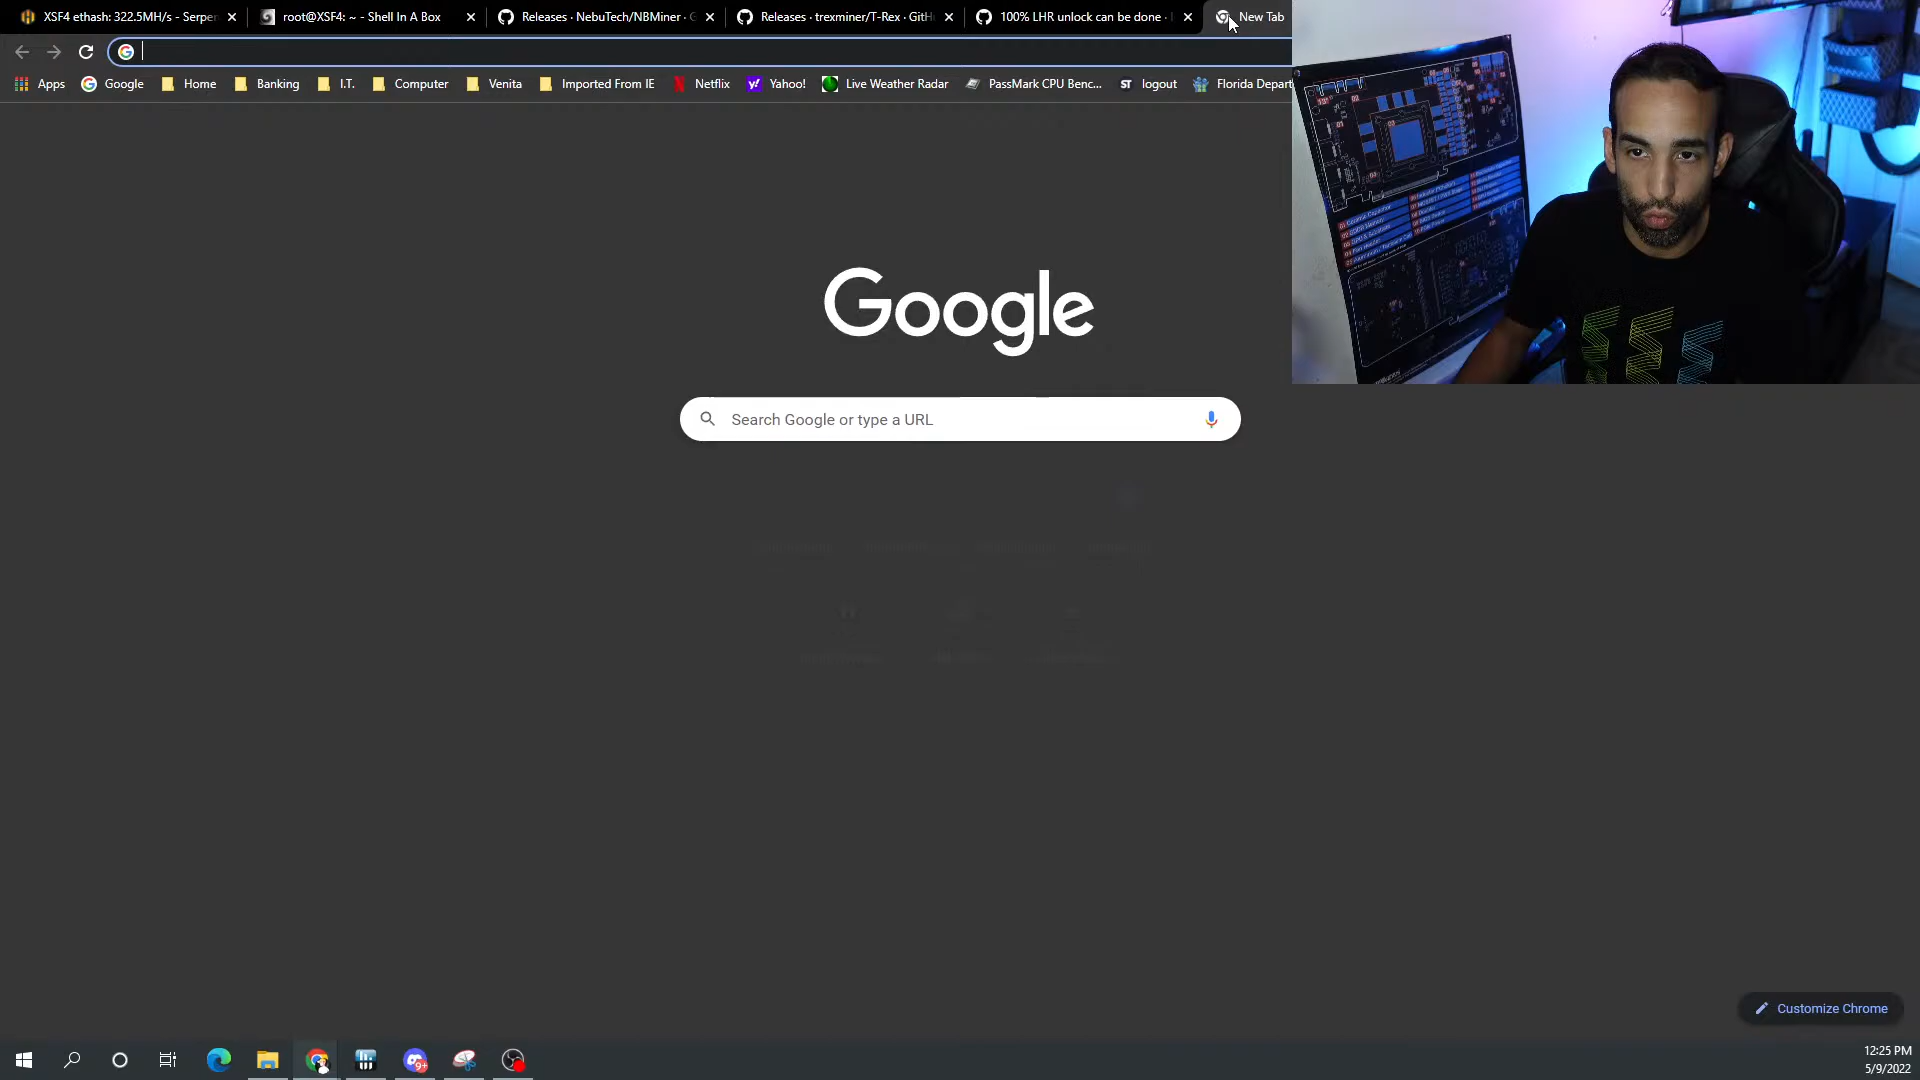 XSF4 ethash: 322.5MH/s - Serpen
root@XSF4: ~ - Shell In A Box
Releases · NebuTech/NBMiner · G
Releases · trexminer/T-Rex · GitH
100% LHR unlock can be done ·
New Tab
Apps
Google
Home
Banking
I.T.
Computer
Venita
Imported From IE
Netflix
Yahoo!
Live Weather Radar
PassMark CPU Benc...
ST logout
Florida Depart
Google
Search Google or type a URL
Customize Chrome
9+
12:25 PM
5/9/2022